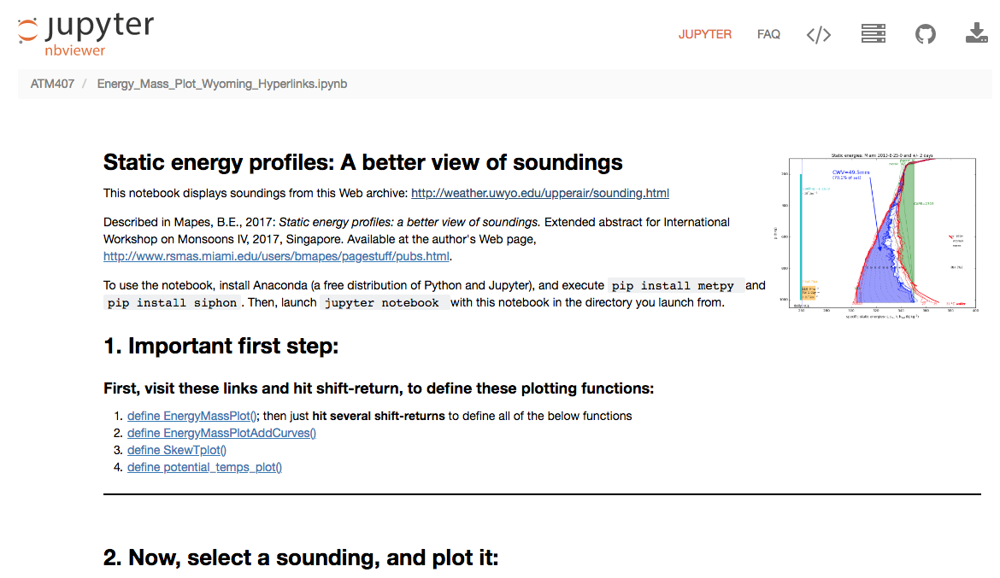 jupyter
nbviewer
JUPYTER FAQ
ATM407 / Energy_Mass_Plot_Wyoming_Hyperlinks.ipynb
Static energy profiles: A better view of soundings
This notebook displays soundings from this Web archive: http://weather.uwyo.edu/upperair/sounding.html
Described in Mapes, B.E., 2017: Static energy profiles: a better view of soundings. Extended abstract for International
Workshop on Monsoons IV, 2017, Singapore. Available at the author's Web page,
http://www.rsmas.miami.edu/users/bmapes/pagestuff/pubs.html.
To use the notebook, install Anaconda (a free distribution of Python and Jupyter), and execute pip install metpy and
pip install siphon. Then, launch jupyter notebook with this notebook in the directory you launch from.
Static energies: Miami 2013-8-25-0 and +/- 2 days
CWV=49.5mm
(70.1% of sat)
1. Important first step:
First, visit these links and hit shift-return, to define these plotting functions:
1. define EnergyMassPlot(); then just hit several shift-returns to define all of the below functions
2. define EnergyMassPlotAddCurves()
3. define SkewTplot()
4. define potential_temps_plot()
2. Now, select a sounding, and plot it: